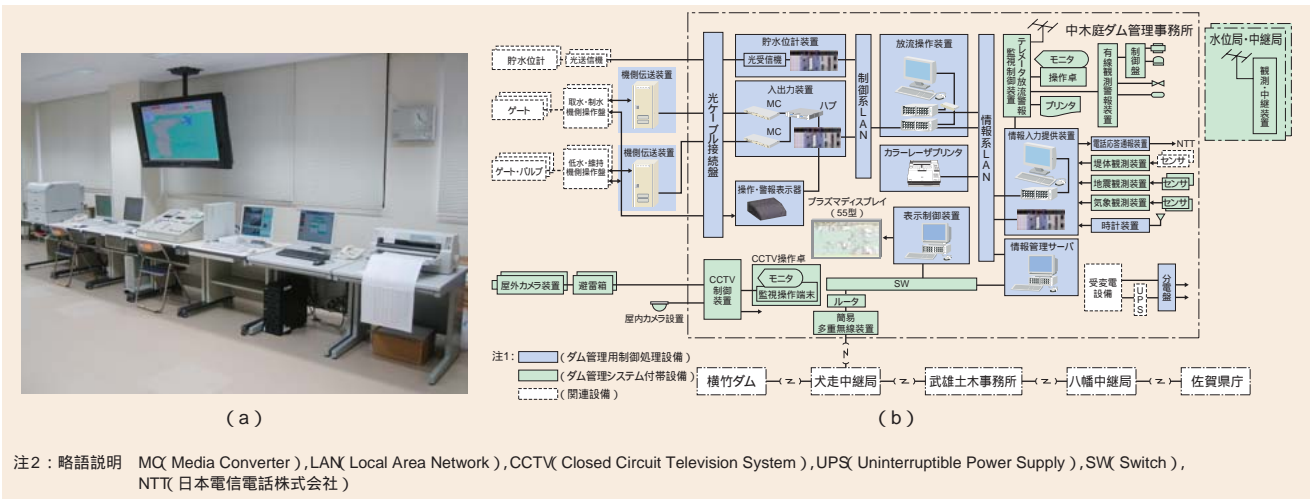 中木庭ダム管理事務所
水位局・中継局
観測・中継装置
貯水位計
光送信機
ゲート
取水・制水
機側操作盤
機側伝送装置
ゲート・バルブ
低水・維持
機側操作盤
機側伝送装置
光ケーブル接続盤
貯水位計装置
光受信機
入出力装置
MC
ハブ
MC
操作・警報表示器
制御系LAN
放流操作装置
カラーレーザプリンタ
プラズマディスプレイ
(55型)
表示制御装置
情報系LAN
テレメータ放流警報
監視制御装置
モニタ
操作卓
プリンタ
有線観測警報装置
制御盤
情報入力提供装置
電話応答通報装置
NTT
堤体観測装置
センサ
地震観測装置
センサ
気象観測装置
センサ
時計装置
情報管理サーバ
受変電
設備
UPS
分電盤
屋外カメラ装置
避雷箱
屋内カメラ設置
CCTV
制御
装置
CCTV操作卓
モニタ
監視操作端末
SW
ルータ
簡易
多重無線装置
注1:
(ダム管理用制御処理設備)
(ダム管理システム付帯設備)
(関連設備)
横竹ダム
犬走中継局
武雄土木事務所
八幡中継局
佐賀県庁
(a)
(b)
注2:略語説明 MC(Media Converter),LAN(Local Area Network),CCTV(Closed Circuit Television System),UPS(Uninterruptible Power Supply),SW(Switch),
NTT(日本電信電話株式会社)